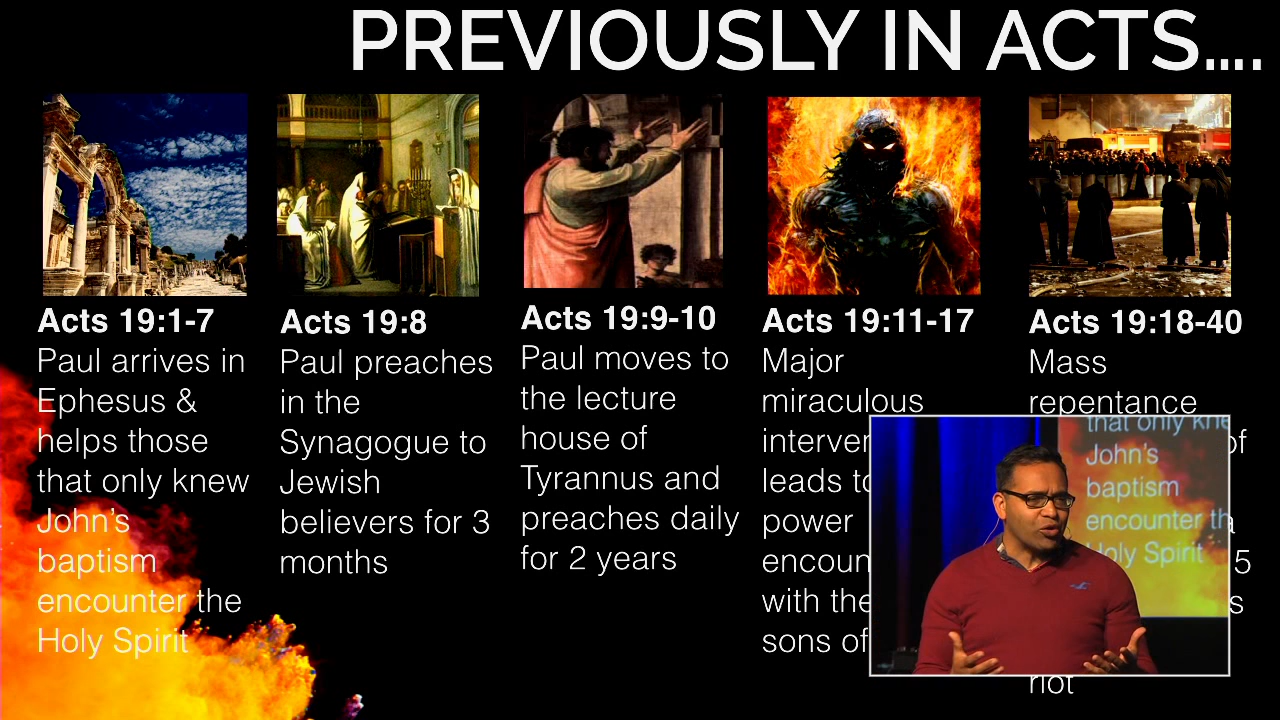 PREVIOUSLY IN ACTS....
Acts 19:1-7
Paul arrives in
Ephesus &
helps those
that only knew
John's
baptism
encounter the
Holy Spirit
Acts 19:8
Paul preaches
in the
Synagogue to
Jewish
believers for 3
months
Acts 19:9-10
Paul moves to
the lecture
house of
Tyrannus and
preaches daily
for 2 years
Acts 19:11-17
Major
miraculous
leads
power
with the
sons of
Acts 19:18-40
Mass
repentance
5
riot
that only
John's
baptism
encounter
Holy Spirit